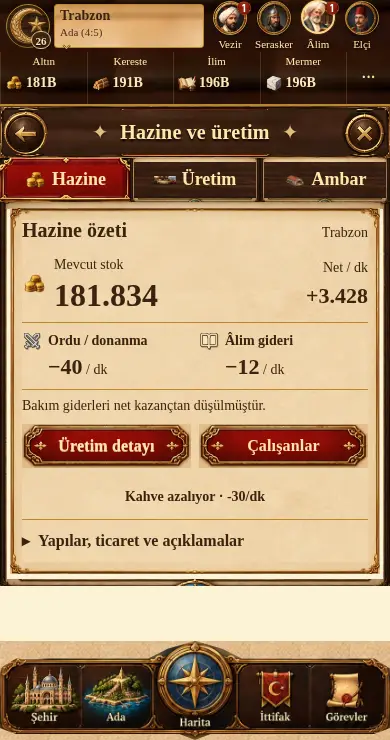 Trabzon
Ada (4:5)
26
1
1
Vezir
Serasker
Âlim
Elçi
Altın
Kereste
İlim
Mermer
181B
191B
196B
196B
...
Hazine ve üretim
Hazine
Üretim
Ambar
Hazine özeti
Trabzon
Mevcut stok
Net / dk
181.834
+3.428
Ordu / donanma
Âlim gideri
−40 / dk
−12 / dk
Bakım giderleri net kazançtan düşülmüştür.
Üretim detayı
Çalışanlar
Kahve azalıyor · -30/dk
▸ Yapılar, ticaret ve açıklamalar
Şehir
Ada
Harita
İttifak
Görevler